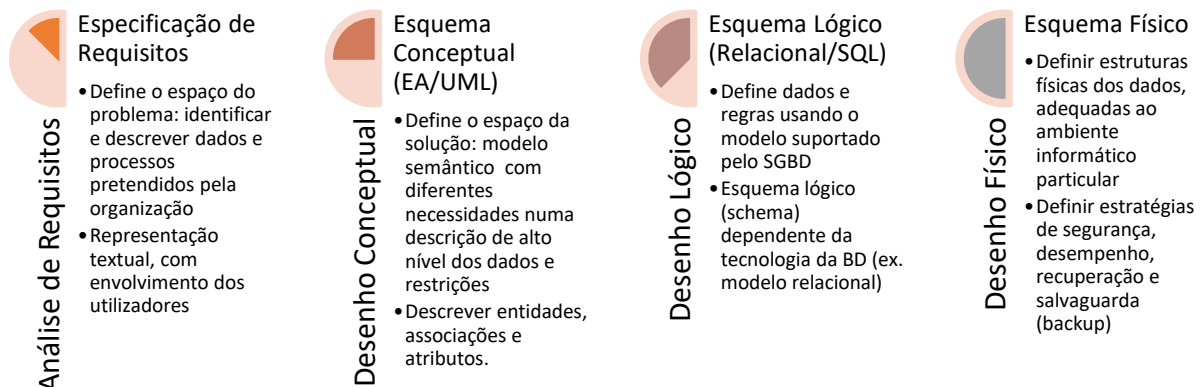 Análise de Requisitos
Especificação de
Requisitos
•Define o espaço do
problema: identificar
e descrever dados e
processos
pretendidos pela
organização
•Representação
textual, com
envolvimento dos
utilizadores
Desenho Conceptual
Esquema
Conceptual
(EA/UML)
•Define o espaço da
solução: modelo
semântico com
diferentes
necessidades numa
descrição de alto
nível dos dados e
restrições
•Descrever entidades,
associações e
atributos.
Desenho Lógico
Esquema Lógico
(Relacional/SQL)
•Define dados e
regras usando o
modelo suportado
pelo SGBD
•Esquema lógico
(schema)
dependente da
tecnologia da BD (ex.
modelo relacional)
Desenho Físico
Esquema Físico
•Definir estruturas
físicas dos dados,
adequadas ao
ambiente
informático
particular
•Definir estratégias
de segurança,
desempenho,
recuperação e
salvaguarda
(backup)